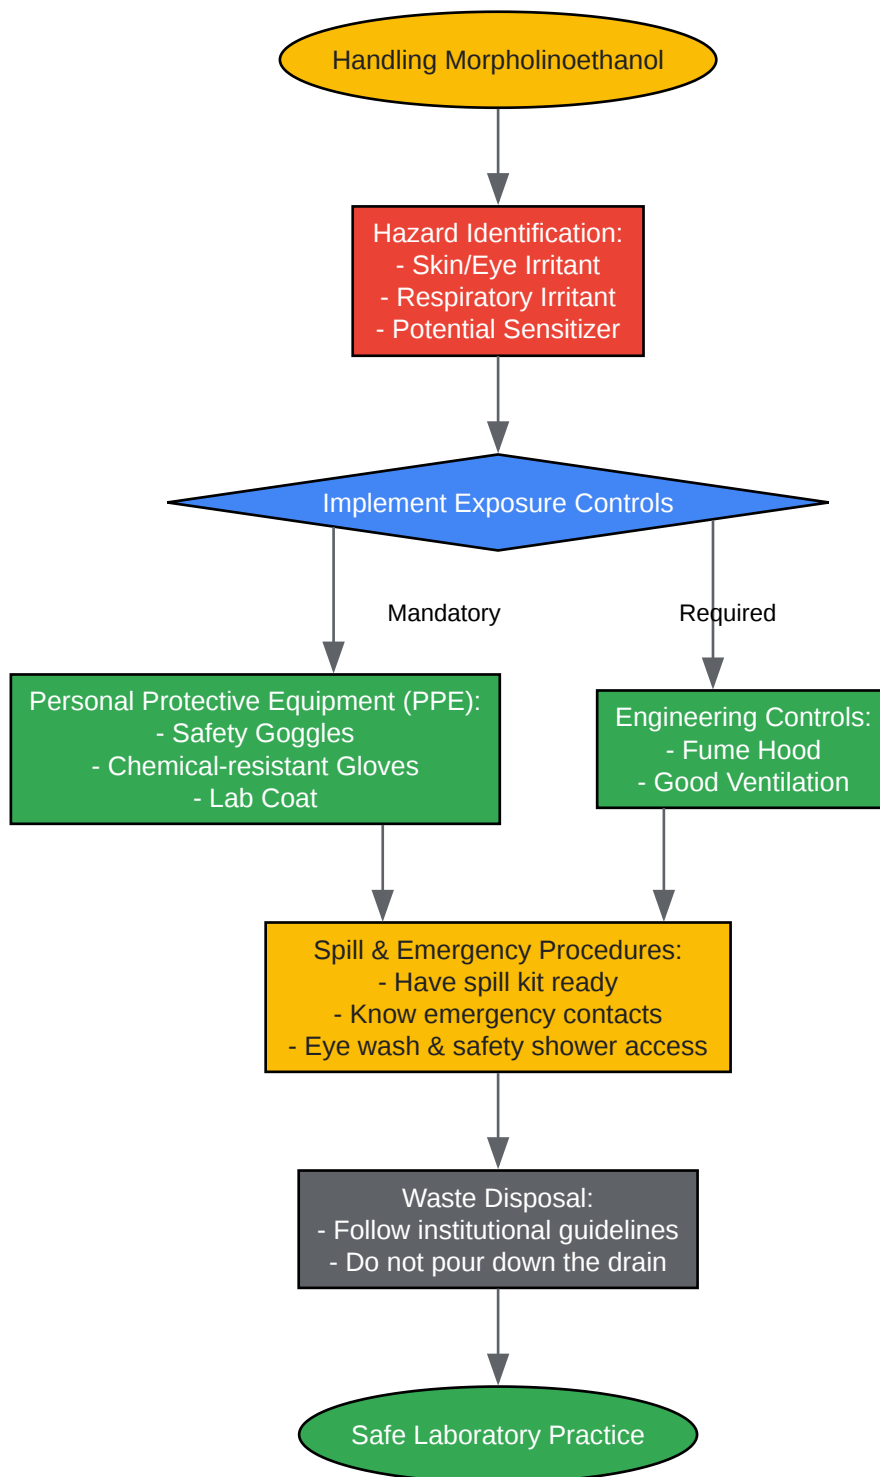 Handling Morpholinoethanol
Hazard Identification:
- Skin/Eye Irritant
- Respiratory Irritant
- Potential Sensitizer
Implement Exposure Controls
Mandatory
Required
Personal Protective Equipment (PPE):
- Safety Goggles
- Chemical-resistant Gloves
- Lab Coat
Engineering Controls:
- Fume Hood
- Good Ventilation
Spill & Emergency Procedures:
- Have spill kit ready
- Know emergency contacts
- Eye wash & safety shower access
Waste Disposal:
- Follow institutional guidelines
- Do not pour down the drain
Safe Laboratory Practice